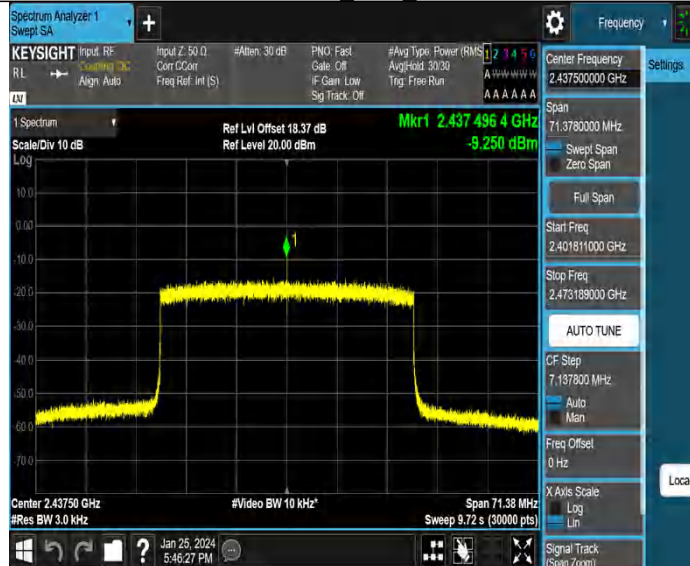 Spectrum Analyzer 1
Swept SA
Frequency
KEYSIGHT
RL
Input: RF
Coupling: DC
Align: Auto
Input Z: 50 Ω
Corr CCorr
Freq Ref: Int (S)
#Atten: 30 dB
PNO: Fast
Gate: Off
IF Gain: Low
Sig Track: Off
#Avg Type: Power (RMS
Avg|Hold: 30/30
Trig: Free Run
1 2 3 4 5 6
A W W W W W
A A A A A A
LXI
1 Spectrum
Scale/Div 10 dB
Ref Lvl Offset 18.37 dB
Ref Level 20.00 dBm
Mkr1 2.437 496 4 GHz
-9.250 dBm
Log
10.0
0.00
-10.0
-20.0
-30.0
-40.0
-50.0
-60.0
-70.0
1
Center 2.43750 GHz
#Res BW 3.0 kHz
#Video BW 10 kHz*
Span 71.38 MHz
Sweep 9.72 s (30000 pts)
?
Jan 25, 2024
5:46:27 PM
Center Frequency
2.437500000 GHz
Settings
Span
71.3780000 MHz
Swept Span
Zero Span
Full Span
Start Freq
2.401811000 GHz
Stop Freq
2.473189000 GHz
AUTO TUNE
CF Step
7.137800 MHz
Auto
Man
Freq Offset
0 Hz
X Axis Scale
Log
Lin
Loca
Signal Track
(Span Zoom)